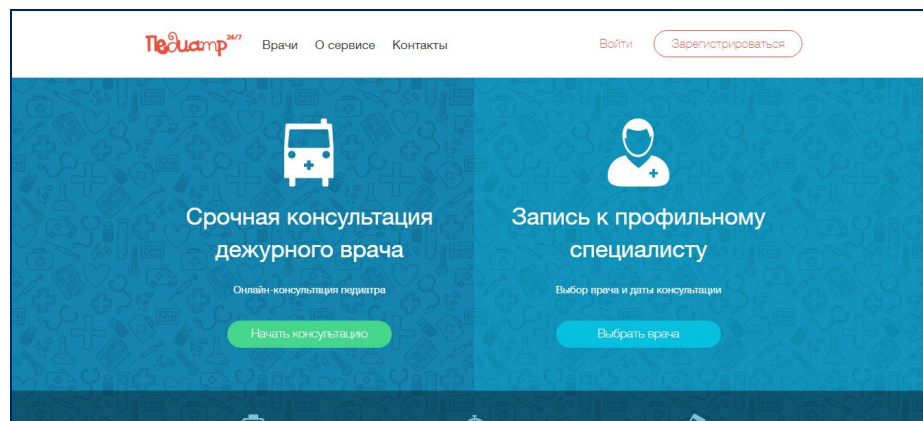 Педиатр 24/7
Врачи О сервисе Контакты
Войти Зарегистрироваться
Срочная консультация
дежурного врача
Онлайн-консультация педиатра
Начать консультацию
Запись к профильному
специалисту
Выбор врача и даты консультации
Выбрать врача